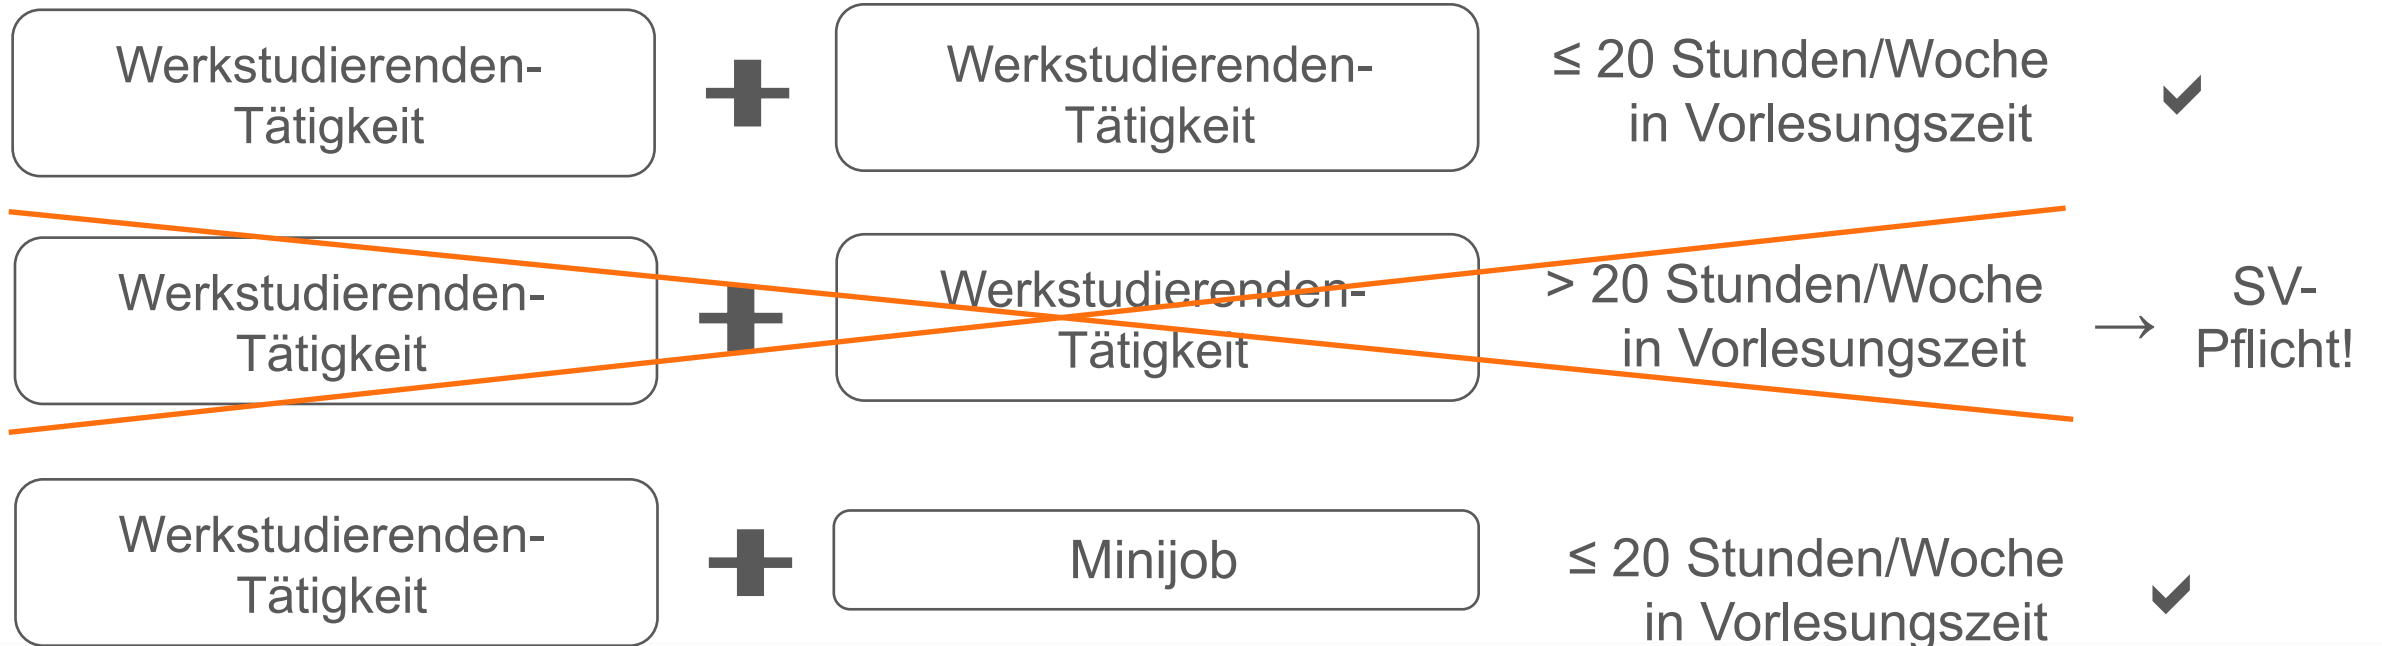 Werkstudierenden-
Tätigkeit
Werkstudierenden-
Tätigkeit
≤ 20 Stunden/Woche
in Vorlesungszeit
Werkstudierenden-
Tätigkeit
Werkstudierenden-
Tätigkeit
> 20 Stunden/Woche
in Vorlesungszeit
→
SV-
Pflicht!
Werkstudierenden-
Tätigkeit
Minijob
≤ 20 Stunden/Woche
in Vorlesungszeit